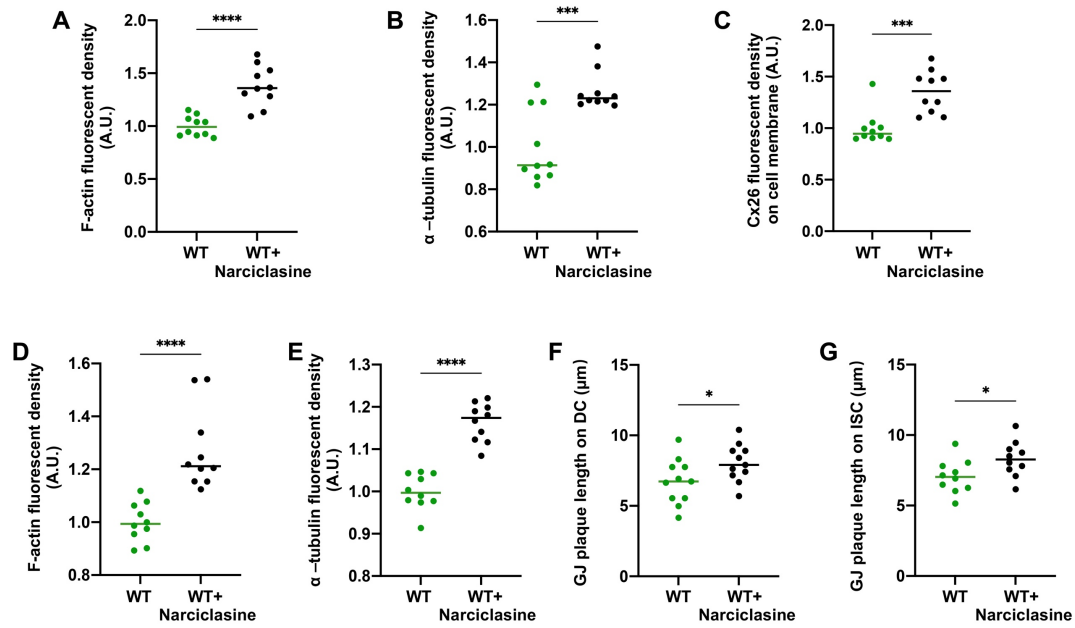 A
F-actin fluorescent density
(A.U.)
2.0
1.5
1.0
0.5
0.0
****
WT
WT+
Narciclasine
B
α –tubulin fluorescent density
(A.U.)
1.6
1.4
1.2
1.0
0.8
0.6
***
WT
WT+
Narciclasine
C
Cx26 fluorescent density
on cell membrane (A.U.)
2.0
1.5
1.0
0.5
0.0
***
WT
WT+
Narciclasine
D
F-actin fluorescent density
(A.U.)
1.6
1.4
1.2
1.0
0.8
****
WT
WT+
Narciclasine
E
α –tubulin fluorescent density
(A.U.)
1.3
1.2
1.1
1.0
0.9
0.8
****
WT
WT+
Narciclasine
F
GJ plaque length on DC (μm)
15
10
5
0
*
WT
WT+
Narciclasine
G
GJ plaque length on ISC (μm)
15
10
5
0
*
WT
WT+
Narciclasine